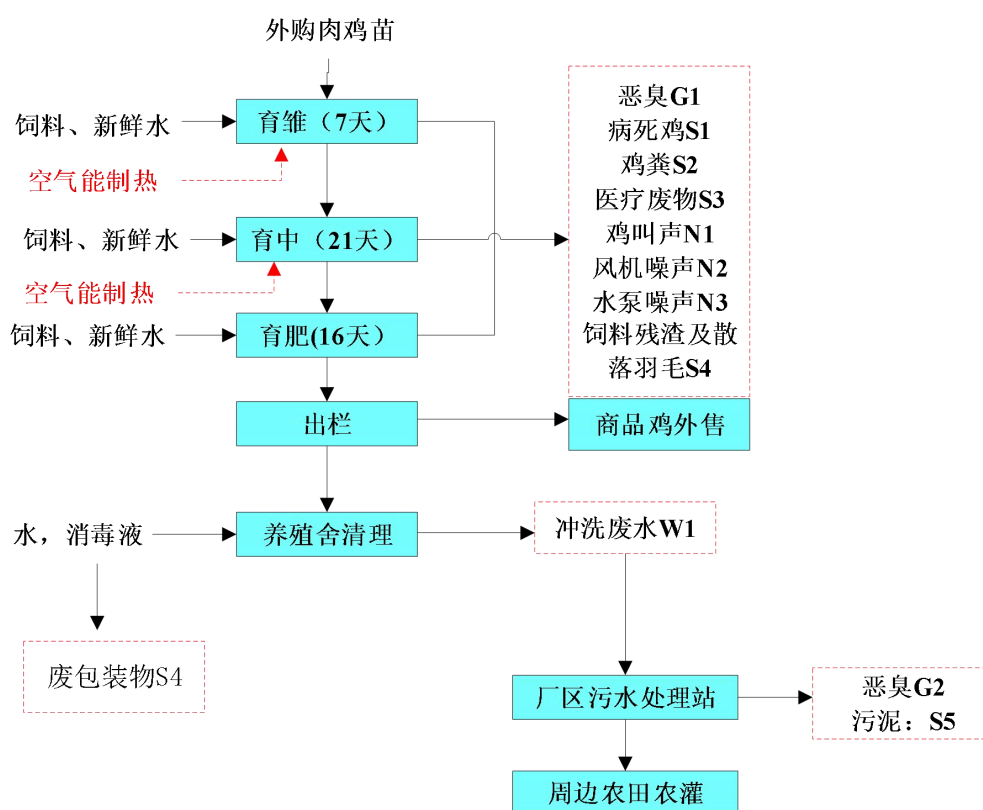 外购肉鸡苗
饲料、新鲜水
育雏（7天）
空气能制热
饲料、新鲜水
育中（21天）
空气能制热
饲料、新鲜水
育肥(16天）
恶臭G1
病死鸡S1
鸡粪S2
医疗废物S3
鸡叫声N1
风机噪声N2
水泵噪声N3
饲料残渣及散
落羽毛S4
出栏
商品鸡外售
水，消毒液
养殖舍清理
冲洗废水W1
废包装物S4
厂区污水处理站
恶臭G2
污泥：S5
周边农田农灌